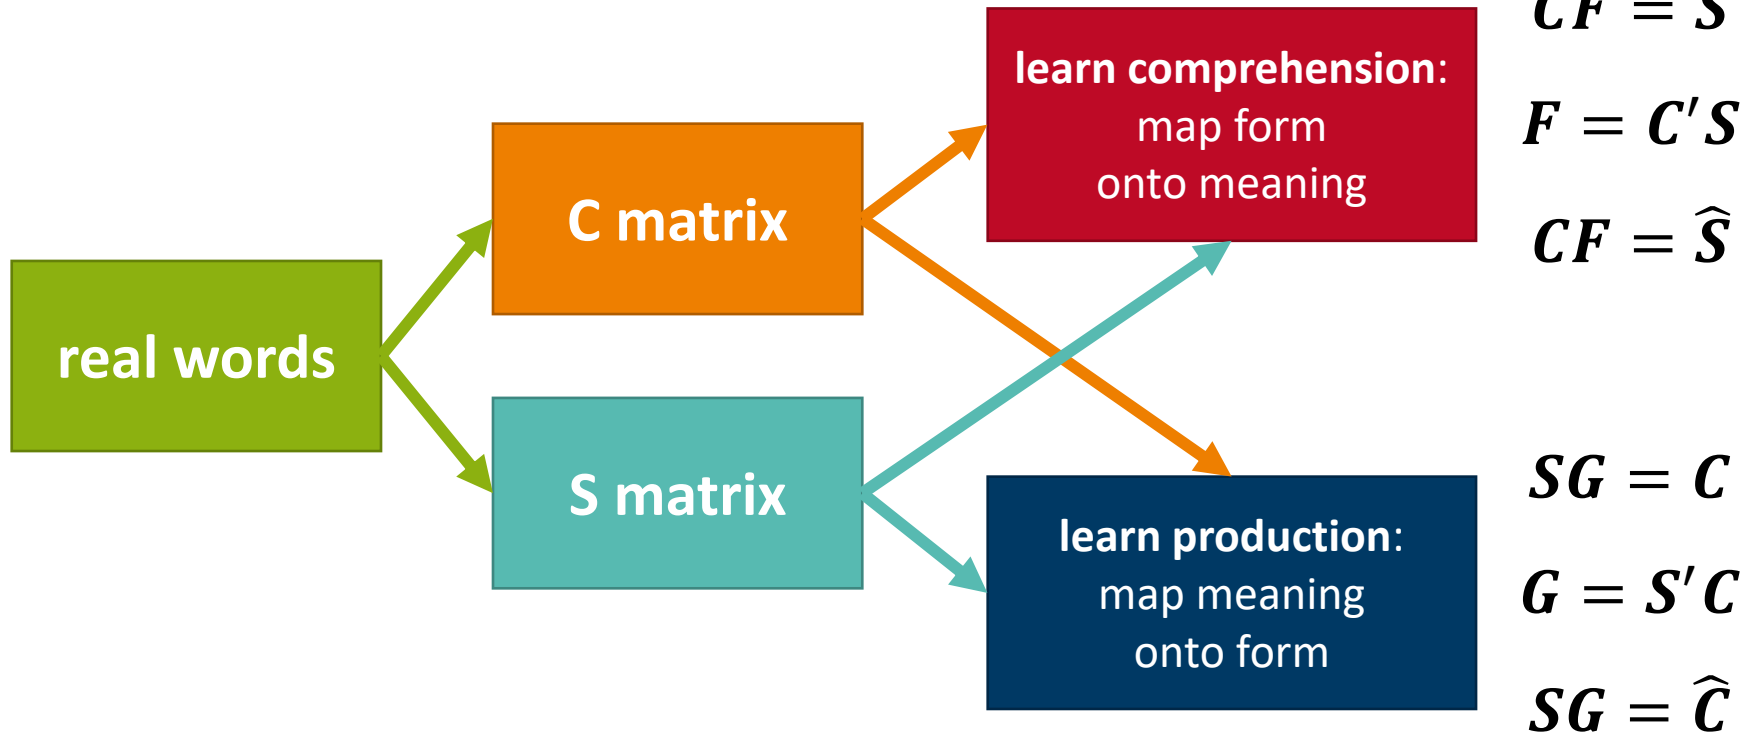 real words
C matrix
S matrix
learn comprehension:
map form
onto meaning
learn production:
map meaning
onto form
CF = S
F = C′S
CF = Ŝ
SG = C
G = S′C
SG = Ĉ